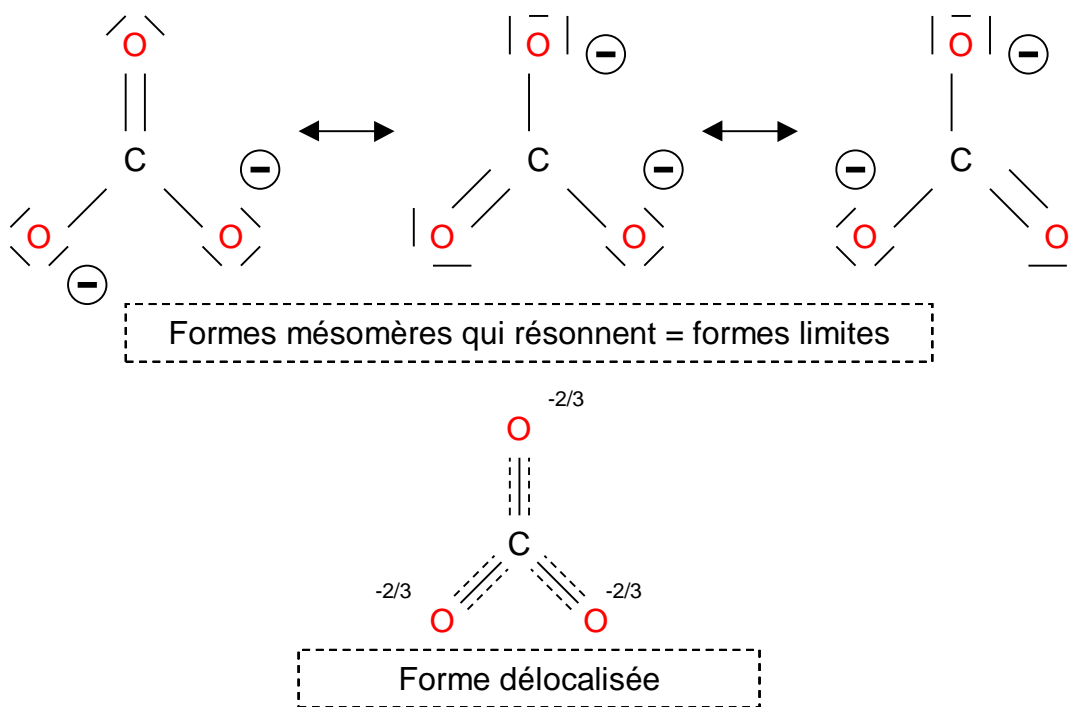 O O − O −
C − C − − C
O O O O O O
−
Formes mésomères qui résonnent = formes limites
-2/3
O
C
-2/3 -2/3
O O
Forme délocalisée